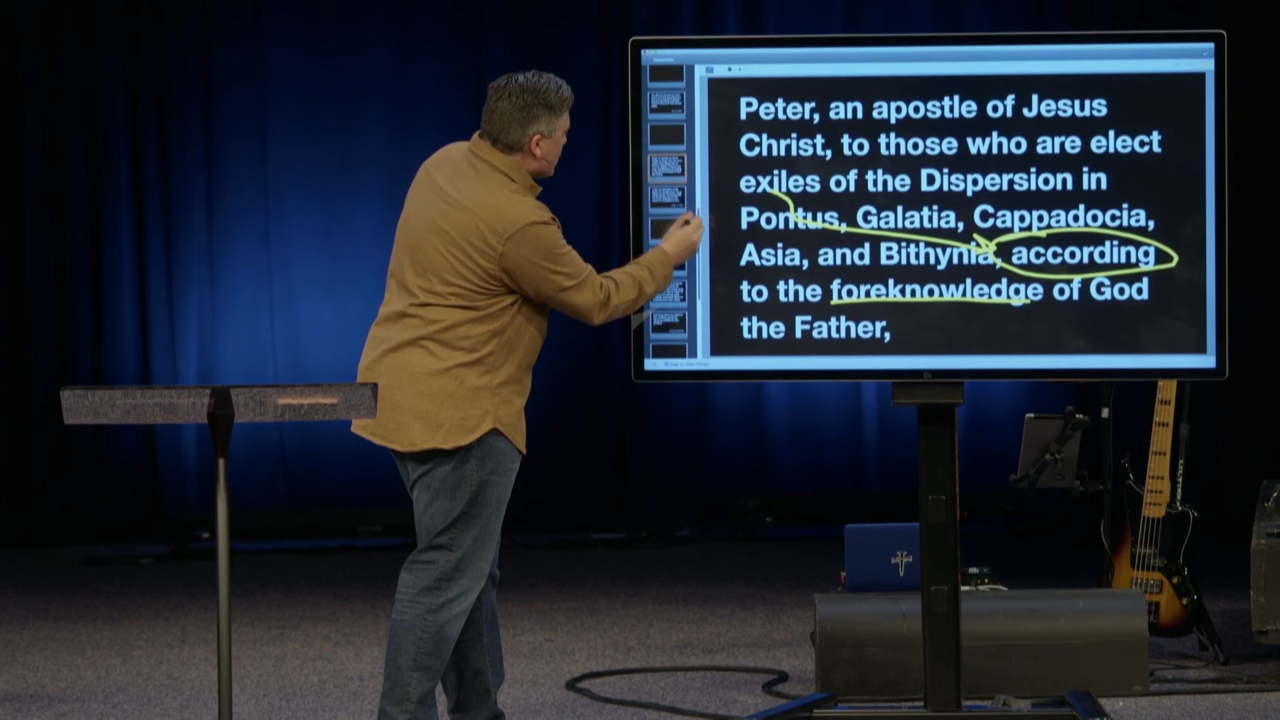 Peter, an apostle of Jesus
Christ, to those who are elect
exiles of the Dispersion in
Pontus, Galatia, Cappadocia,
Asia, and Bithynia, according
to the foreknowledge of God
the Father,